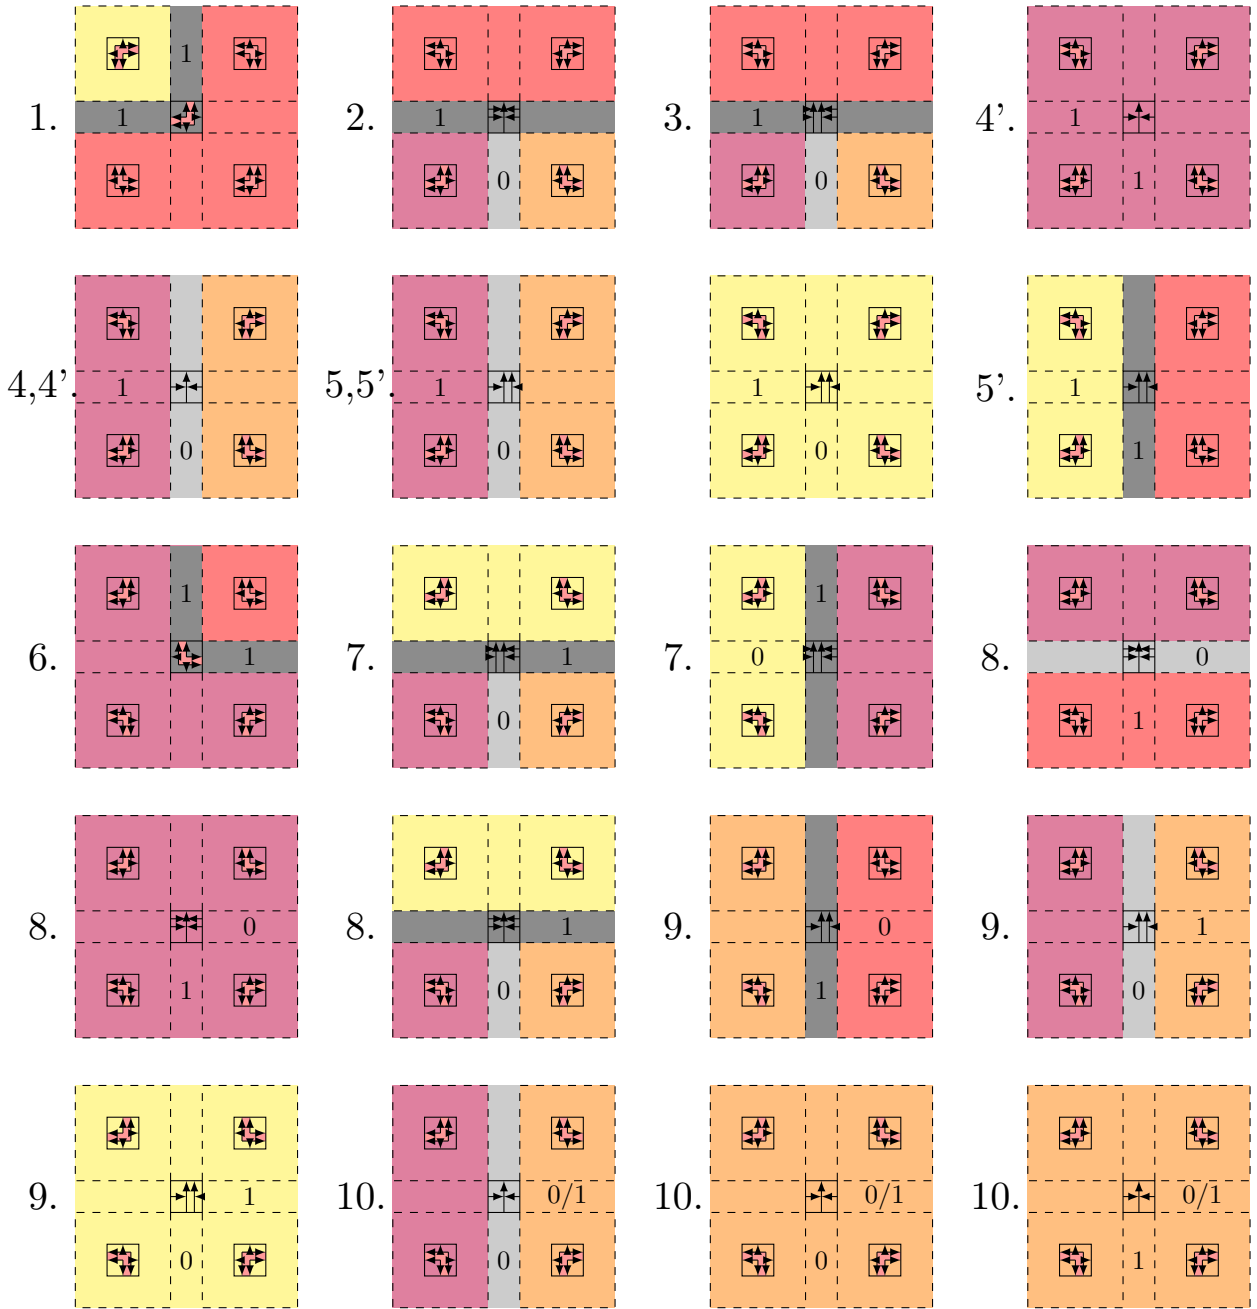 1. 1 1
2. 1 0
3. 1 0
4'. 1 1
4,4'. 1 0
5,5'. 1 0
1 0
5'. 1 1
6. 1 1
7. 1 0
7. 1 0
8. 0 1
8. 0 1
8. 1 0
9. 0 1
9. 1 0
9. 1 0
10. 0/1 0
10. 0/1 0
10. 0/1 1